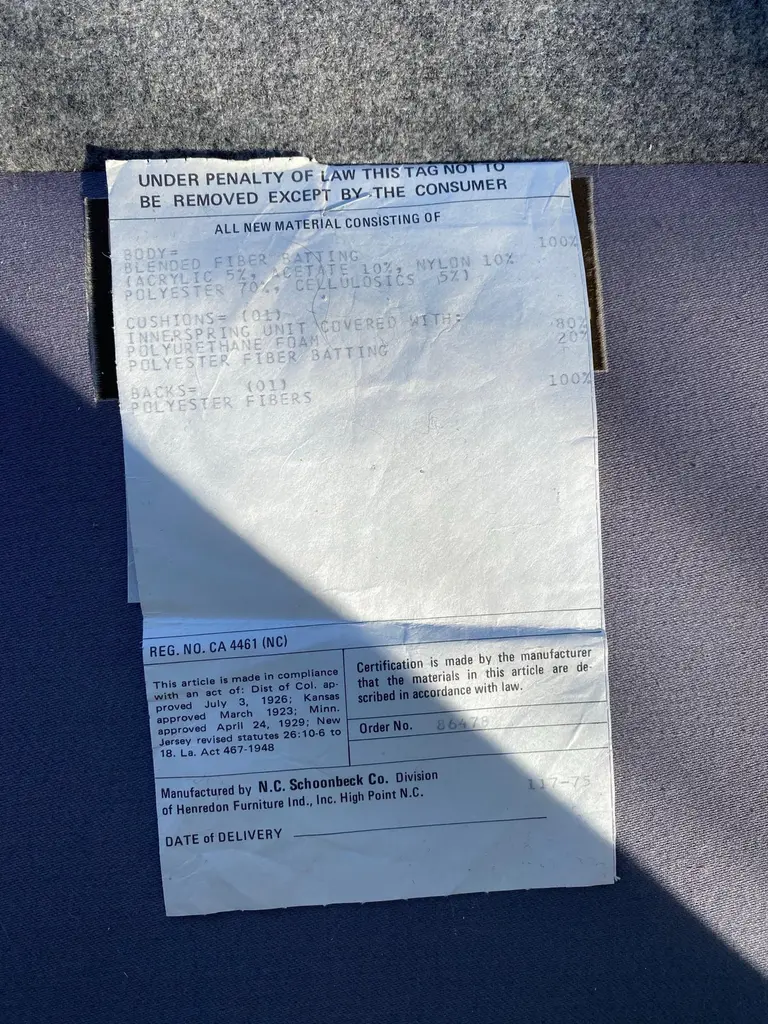 UNDER PENALTY OF LAW THIS TAG NOT TO
BE REMOVED EXCEPT BY THE CONSUMER
ALL NEW MATERIAL CONSISTING OF
BODY= 100%
BLENDED FIBER BATTING
(ACRYLIC 5%, ACETATE 10%, NYLON 10%
POLYESTER 70%, CELLULOSICS 5%)
CUSHIONS= (01)
INNERSPRING UNIT COVERED WITH:
POLYURETHANE FOAM 80%
POLYESTER FIBER BATTING 20%
BACKS= (01)
POLYESTER FIBERS 100%
REG. NO. CA 4461 (NC)
This article is made in compliance
with an act of: Dist of Col. ap-
proved July 3, 1926; Kansas
approved March 1923; Minn.
approved April 24, 1929; New
Jersey revised statutes 26:10-6 to
18. La. Act 467-1948
Certification is made by the manufacturer
that the materials in this article are de-
scribed in accordance with law.
Order No. 86478
Manufactured by N.C. Schoonbeck Co. Division
of Henredon Furniture Ind., Inc. High Point N.C.
117-75
DATE of DELIVERY